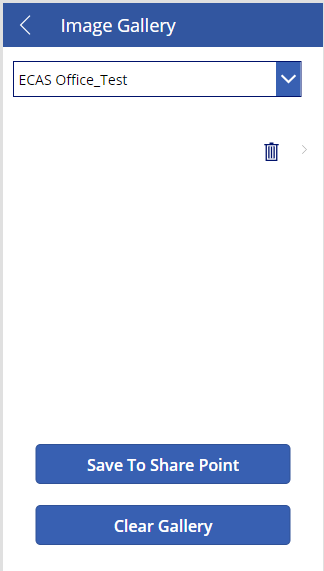 Image Gallery
ECAS Office_Test
Save To Share Point
Clear Gallery